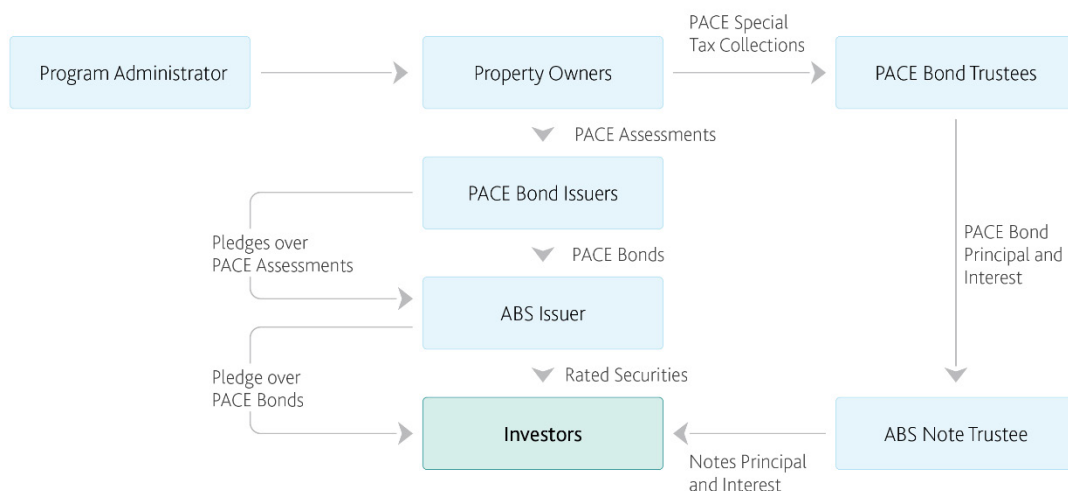 PACE Special
Tax Collections
Program Administrator
Property Owners
PACE Bond Trustees
PACE Assessments
PACE Bond Issuers
Pledges over
PACE Assessments
PACE Bonds
PACE Bond
Principal and
Interest
ABS Issuer
Pledge over
PACE Bonds
Rated Securities
Investors
ABS Note Trustee
Notes Principal
and Interest